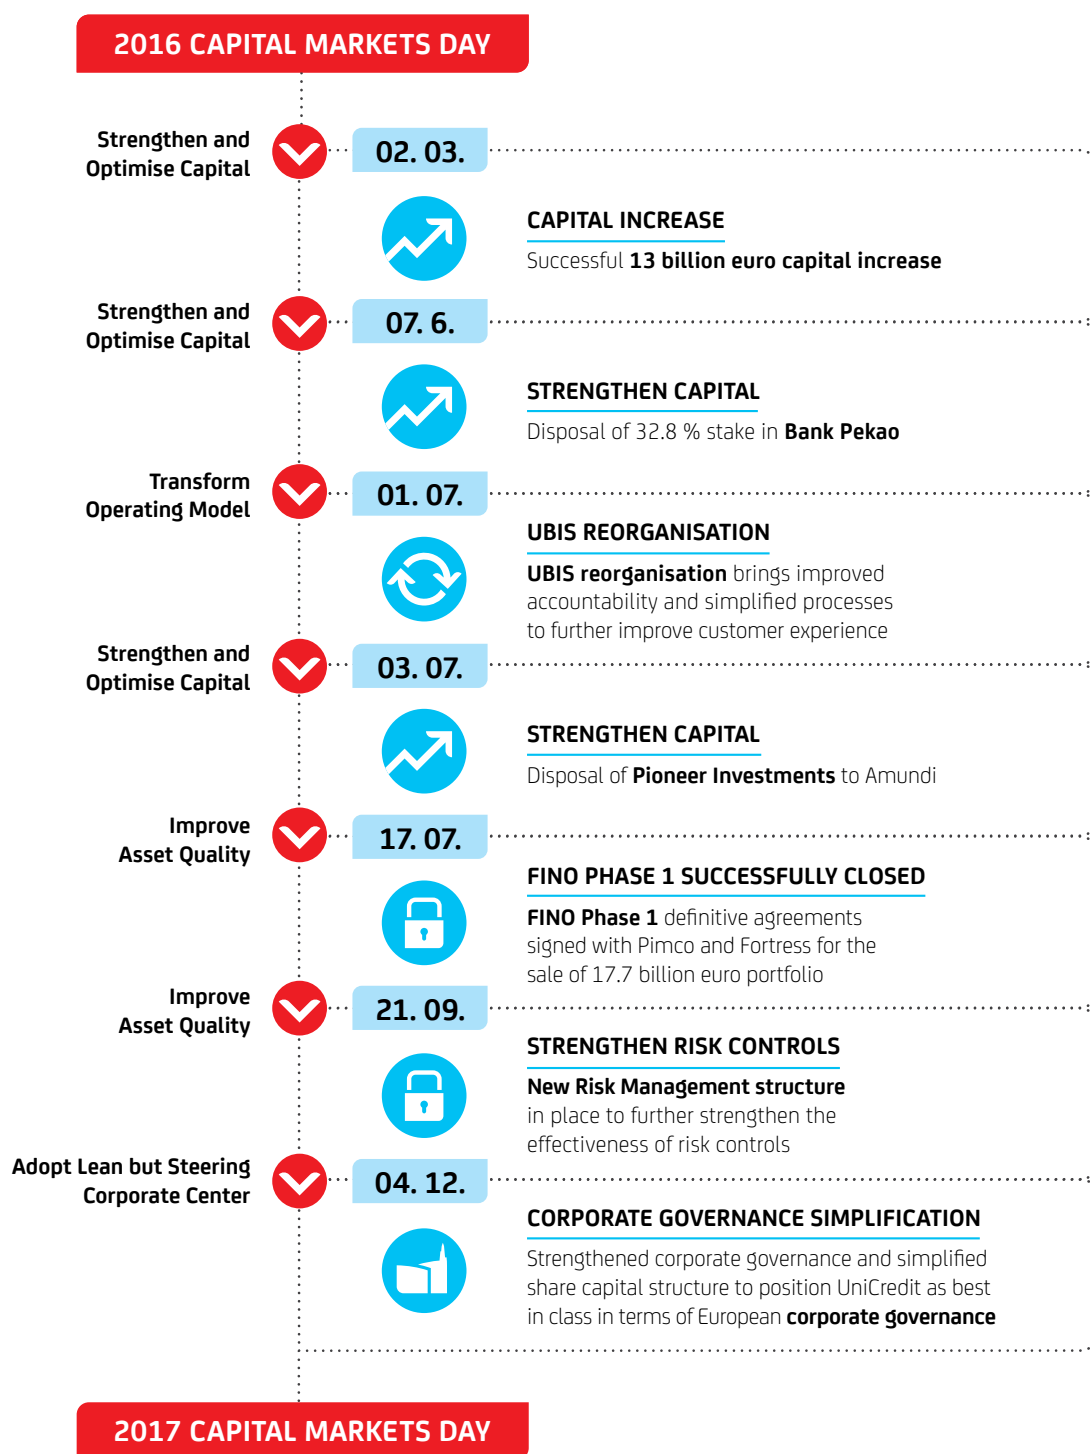 2016 CAPITAL MARKETS DAY
Strengthen and
Optimise Capital
02. 03.
CAPITAL INCREASE
Successful 13 billion euro capital increase
Strengthen and
Optimise Capital
07. 6.
STRENGTHEN CAPITAL
Disposal of 32.8 % stake in Bank Pekao
Transform
Operating Model
01. 07.
UBIS REORGANISATION
UBIS reorganisation brings improved
accountability and simplified processes
to further improve customer experience
Strengthen and
Optimise Capital
03. 07.
STRENGTHEN CAPITAL
Disposal of Pioneer Investments to Amundi
Improve
Asset Quality
17. 07.
FINO PHASE 1 SUCCESSFULLY CLOSED
FINO Phase 1 definitive agreements
signed with Pimco and Fortress for the
sale of 17.7 billion euro portfolio
Improve
Asset Quality
21. 09.
STRENGTHEN RISK CONTROLS
New Risk Management structure
in place to further strengthen the
effectiveness of risk controls
Adopt Lean but Steering
Corporate Center
04. 12.
CORPORATE GOVERNANCE SIMPLIFICATION
Strengthened corporate governance and simplified
share capital structure to position UniCredit as best
in class in terms of European corporate governance
2017 CAPITAL MARKETS DAY